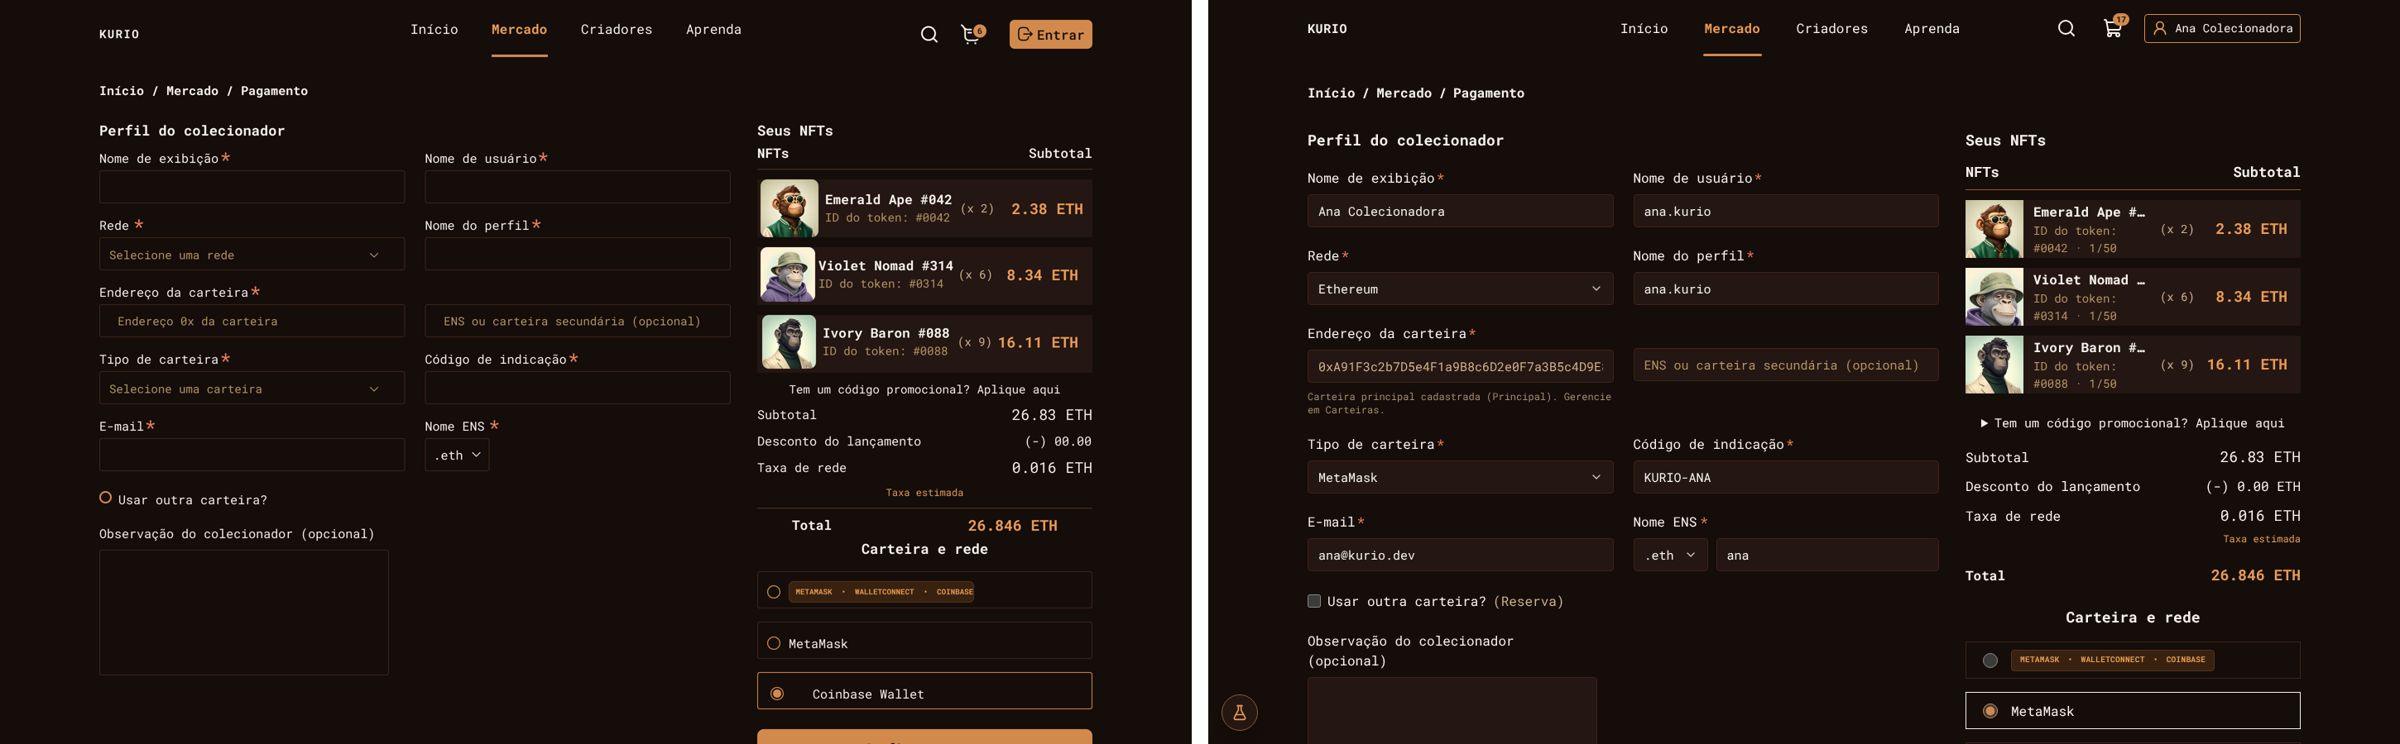 KURIO
Início
Mercado
Criadores
Aprenda
6
Entrar
Início / Mercado / Pagamento
Perfil do colecionador
Nome de exibição*
Nome de usuário*
Rede *
Selecione uma rede
Nome do perfil*
Endereço da carteira*
Endereço 0x da carteira
ENS ou carteira secundária (opcional)
Tipo de carteira*
Selecione uma carteira
Código de indicação*
E-mail*
Nome ENS *
.eth
Usar outra carteira?
Observação do colecionador (opcional)
Seus NFTs
NFTs Subtotal
Emerald Ape #042
ID do token: #0042
(x 2) 2.38 ETH
Violet Nomad #314
ID do token: #0314
(x 6) 8.34 ETH
Ivory Baron #088
ID do token: #0088
(x 9) 16.11 ETH
Tem um código promocional? Aplique aqui
Subtotal 26.83 ETH
Desconto do lançamento (-) 00.00
Taxa de rede 0.016 ETH
Taxa estimada
Total 26.846 ETH
Carteira e rede
METAMASK • WALLETCONNECT • COINBASE
MetaMask
Coinbase Wallet
KURIO
Início
Mercado
Criadores
Aprenda
17
Ana Colecionadora
Início / Mercado / Pagamento
Perfil do colecionador
Nome de exibição*
Ana Colecionadora
Nome de usuário*
ana.kurio
Rede*
Ethereum
Nome do perfil*
ana.kurio
Endereço da carteira*
0xA91F3c2b7D5e4F1a9B8c6D2e0F7a3B5c4D9E
ENS ou carteira secundária (opcional)
Carteira principal cadastrada (Principal). Gerencie
em Carteiras.
Tipo de carteira*
MetaMask
Código de indicação*
KURIO-ANA
E-mail*
ana@kurio.dev
Nome ENS*
.eth
ana
Usar outra carteira? (Reserva)
Observação do colecionador
(opcional)
Seus NFTs
NFTs Subtotal
Emerald Ape #…
ID do token:
#0042 · 1/50
(x 2) 2.38 ETH
Violet Nomad …
ID do token:
#0314 · 1/50
(x 6) 8.34 ETH
Ivory Baron #…
ID do token:
#0088 · 1/50
(x 9) 16.11 ETH
Tem um código promocional? Aplique aqui
Subtotal 26.83 ETH
Desconto do lançamento (-) 0.00 ETH
Taxa de rede 0.016 ETH
Taxa estimada
Total 26.846 ETH
Carteira e rede
METAMASK • WALLETCONNECT • COINBASE
MetaMask